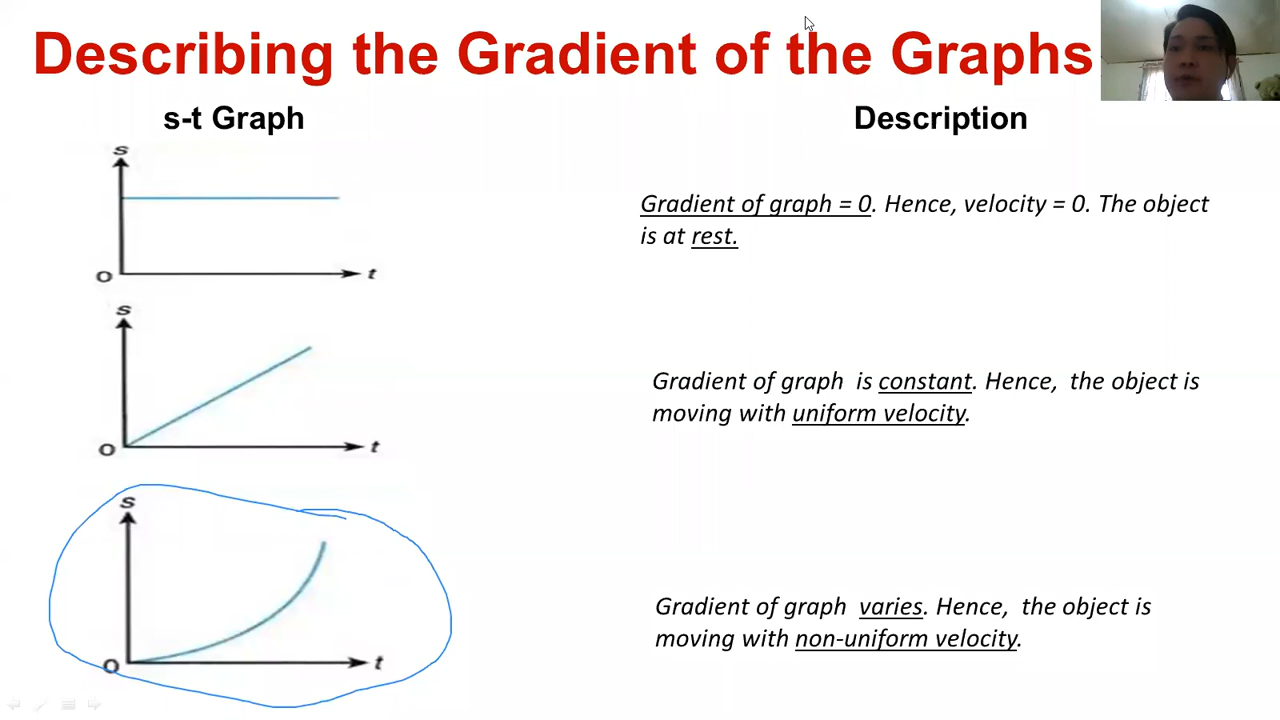 Describing the Gradient of the Graphs
s-t Graph
Description
s
O
t
Gradient of graph = 0. Hence, velocity = 0. The object
is at rest.
s
O
t
Gradient of graph is constant. Hence, the object is
moving with uniform velocity.
s
O
t
Gradient of graph varies. Hence, the object is
moving with non-uniform velocity.